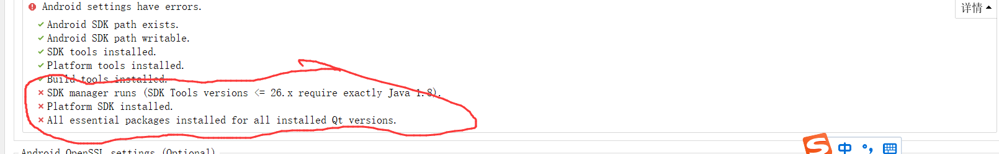 Android settings have errors.
详情
Android SDK path exists.
Android SDK path writable.
SDK tools installed.
Platform tools installed.
Build tools installed.
SDK manager runs (SDK Tools versions <= 26.x require exactly Java 1.8).
Platform SDK installed.
All essential packages installed for all installed Qt versions.
Android OpenSSL settings (Optional)
S 中 °,